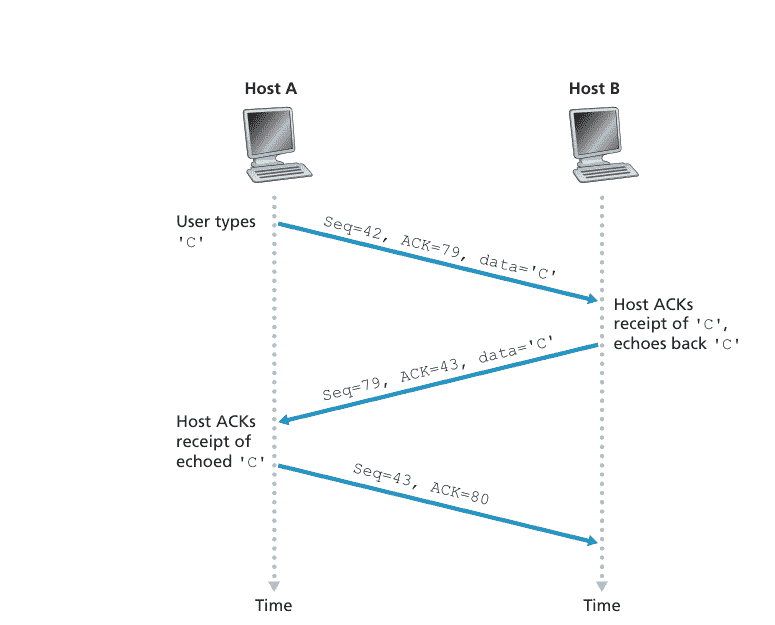 Host A
Host B
User types
'C'
Seq=42, ACK=79, data='C'
Host ACKs
receipt of 'C',
echoes back 'C'
Seq=79, ACK=43, data='C'
Host ACKs
receipt of
echoed 'C'
Seq=43, ACK=80
Time
Time